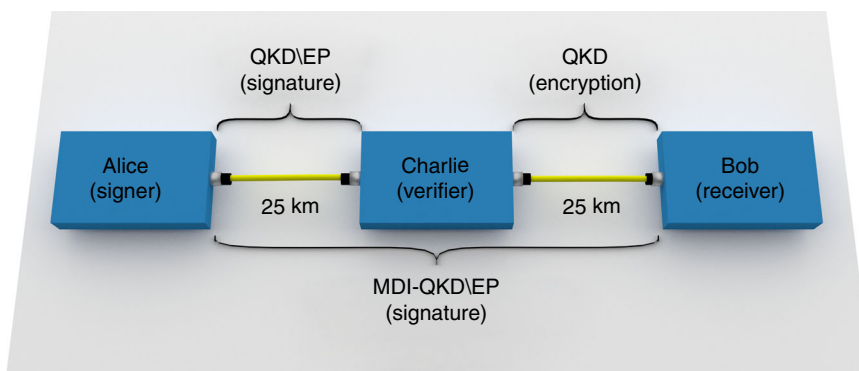 QKD\EP
(signature)
QKD
(encryption)
Alice
(signer)
Charlie
(verifier)
Bob
(receiver)
25 km
25 km
MDI-QKD\EP
(signature)